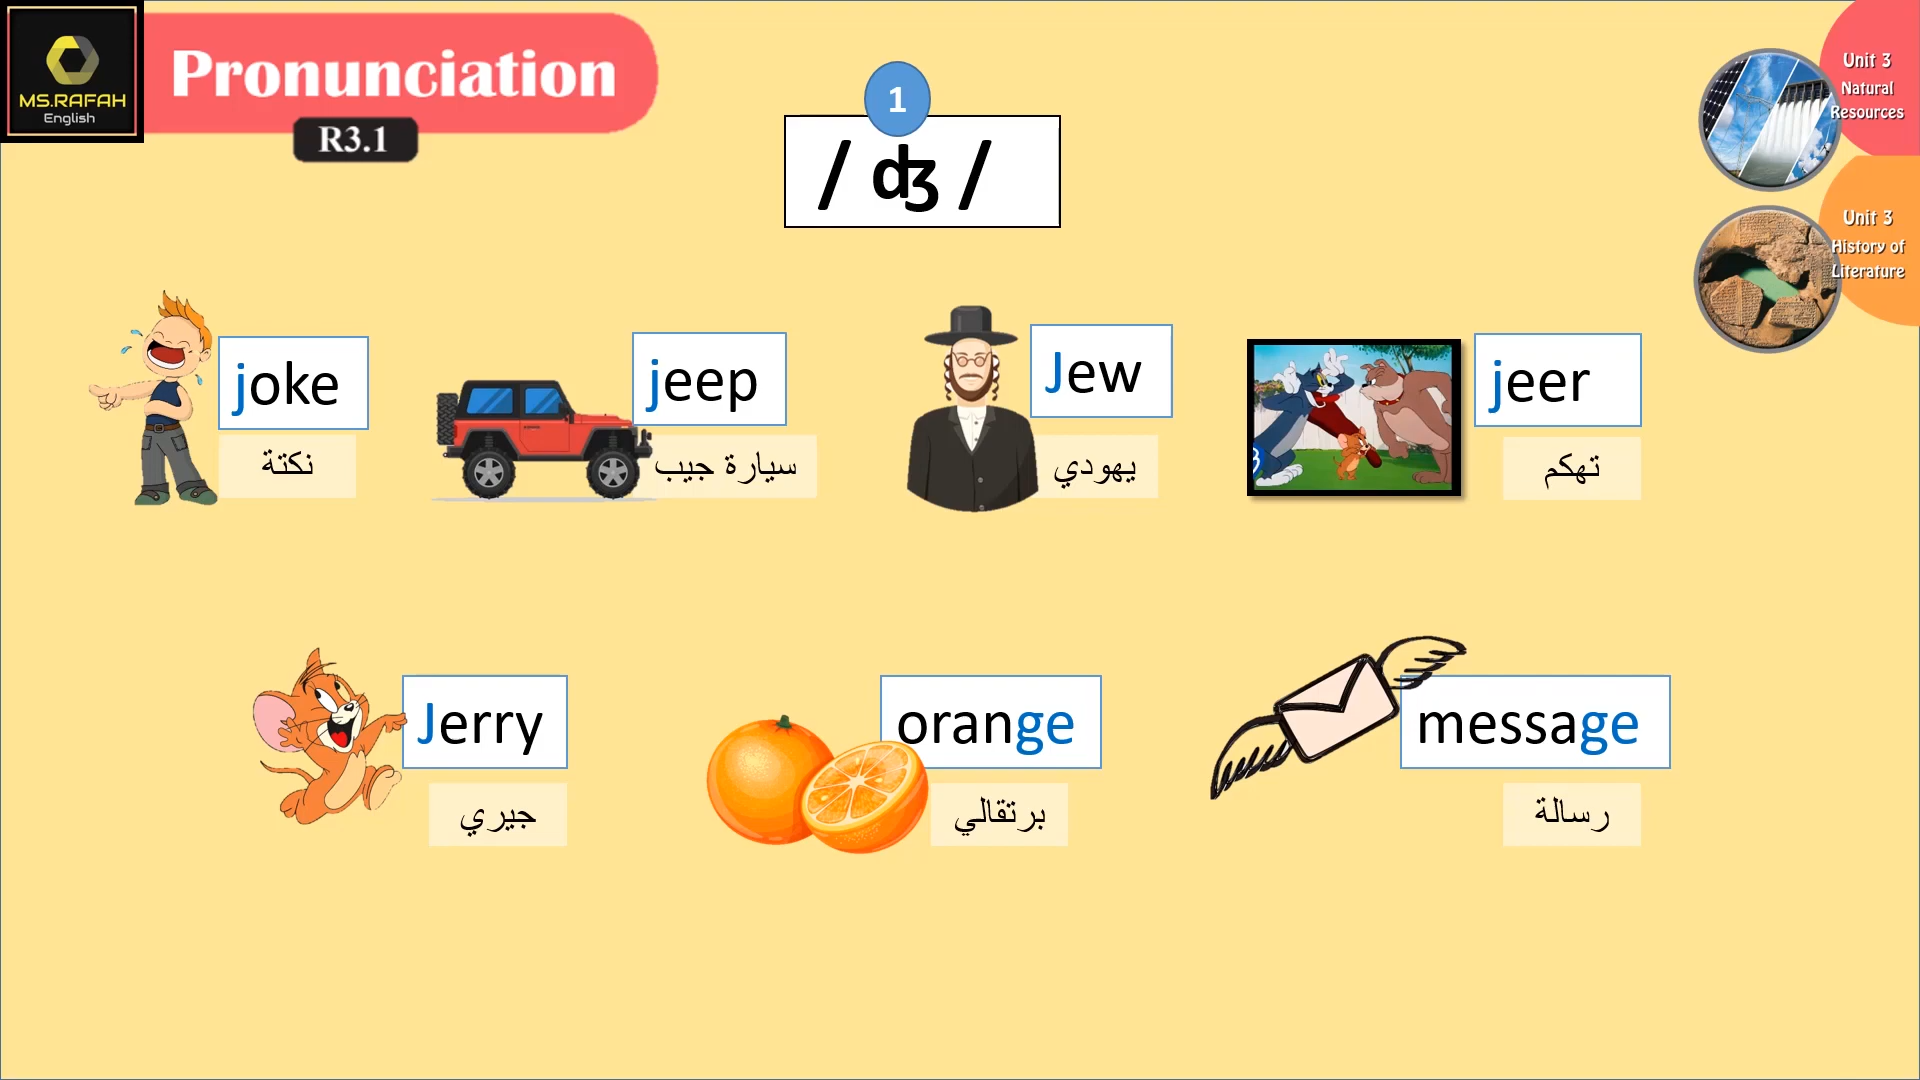 MS.RAFAH
English
Pronunciation
R3.1
1
/ ʤ /
Unit 3
Natural
Resources
Unit 3
History of
Literature
joke
نكتة
jeep
سيارة جيب
Jew
يهودي
jeer
تهكم
Jerry
جيري
orange
برتقالي
message
رسالة